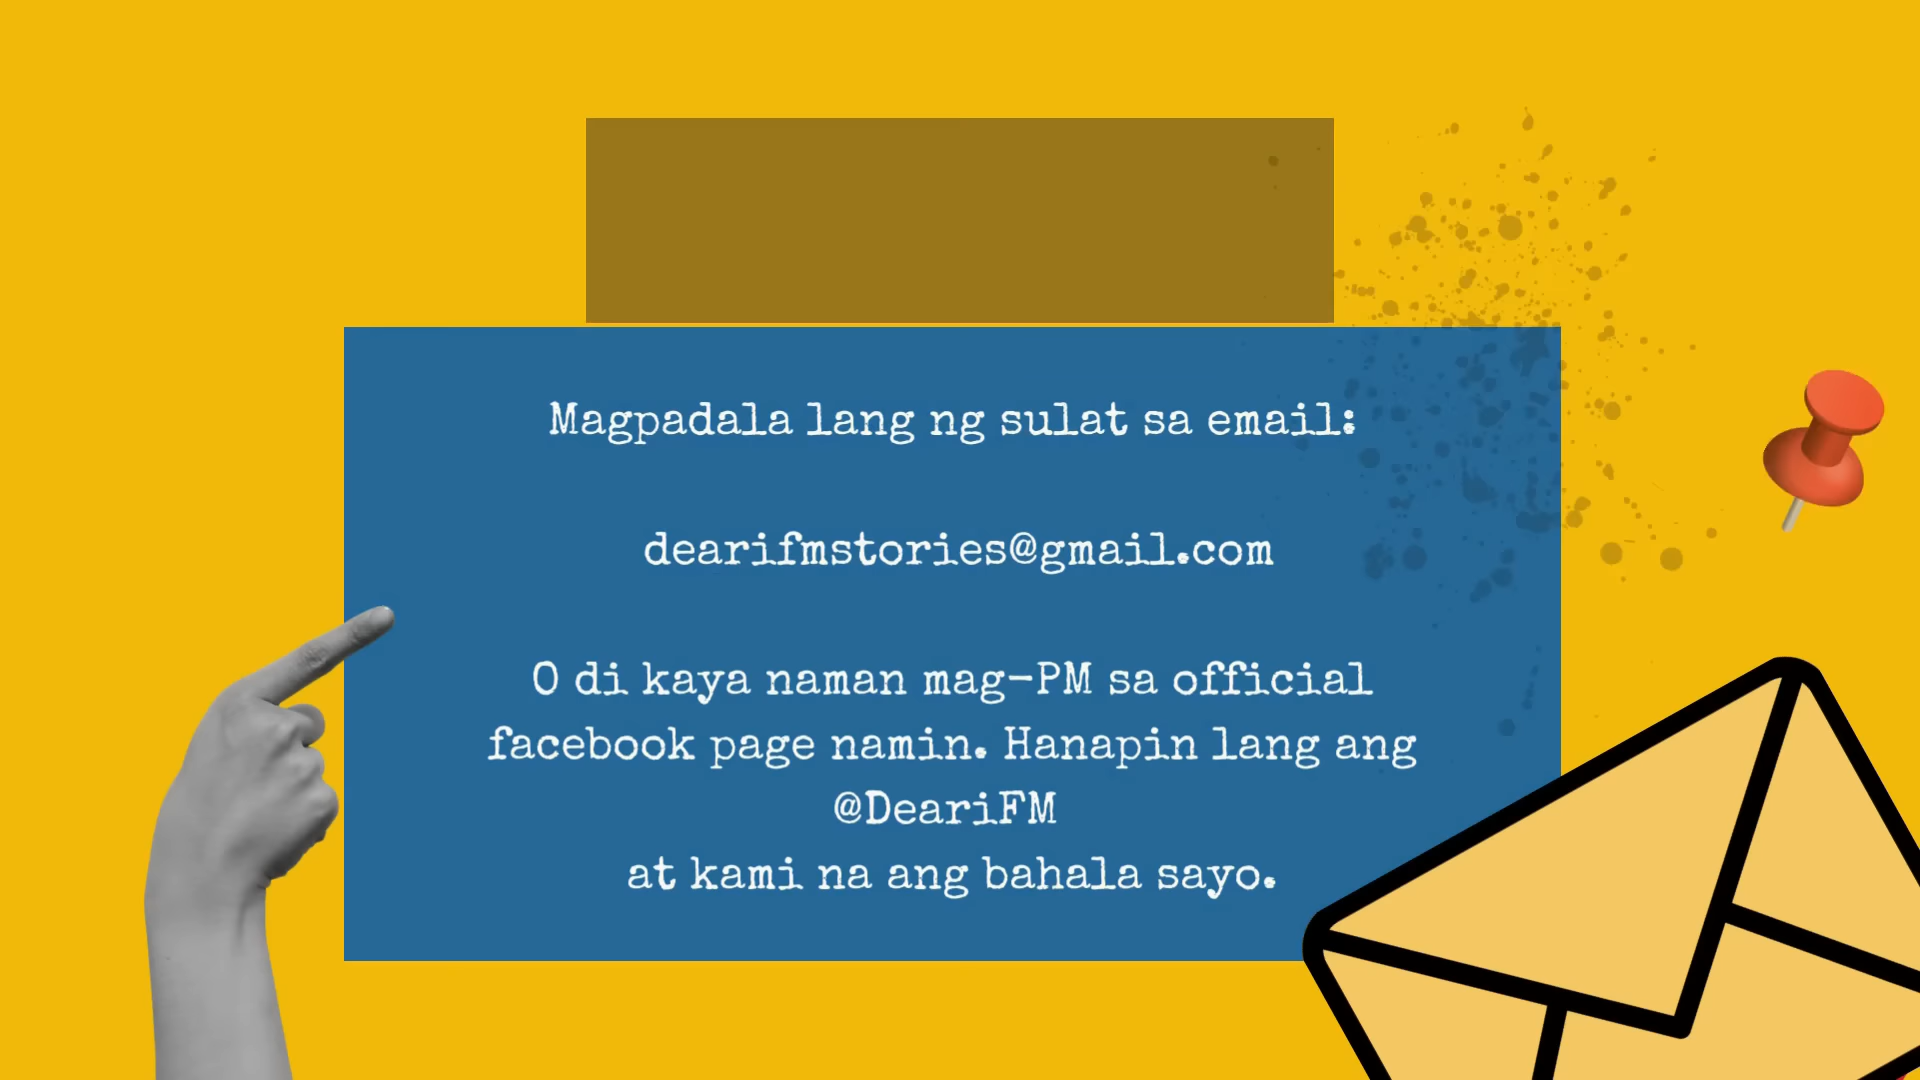 Magpadala lang ng sulat sa email:
dearifmstories@gmail.com
O di kaya naman mag-PM sa official
facebook page namin. Hanapin lang ang
@DeariFM
at kami na ang bahala sayo.